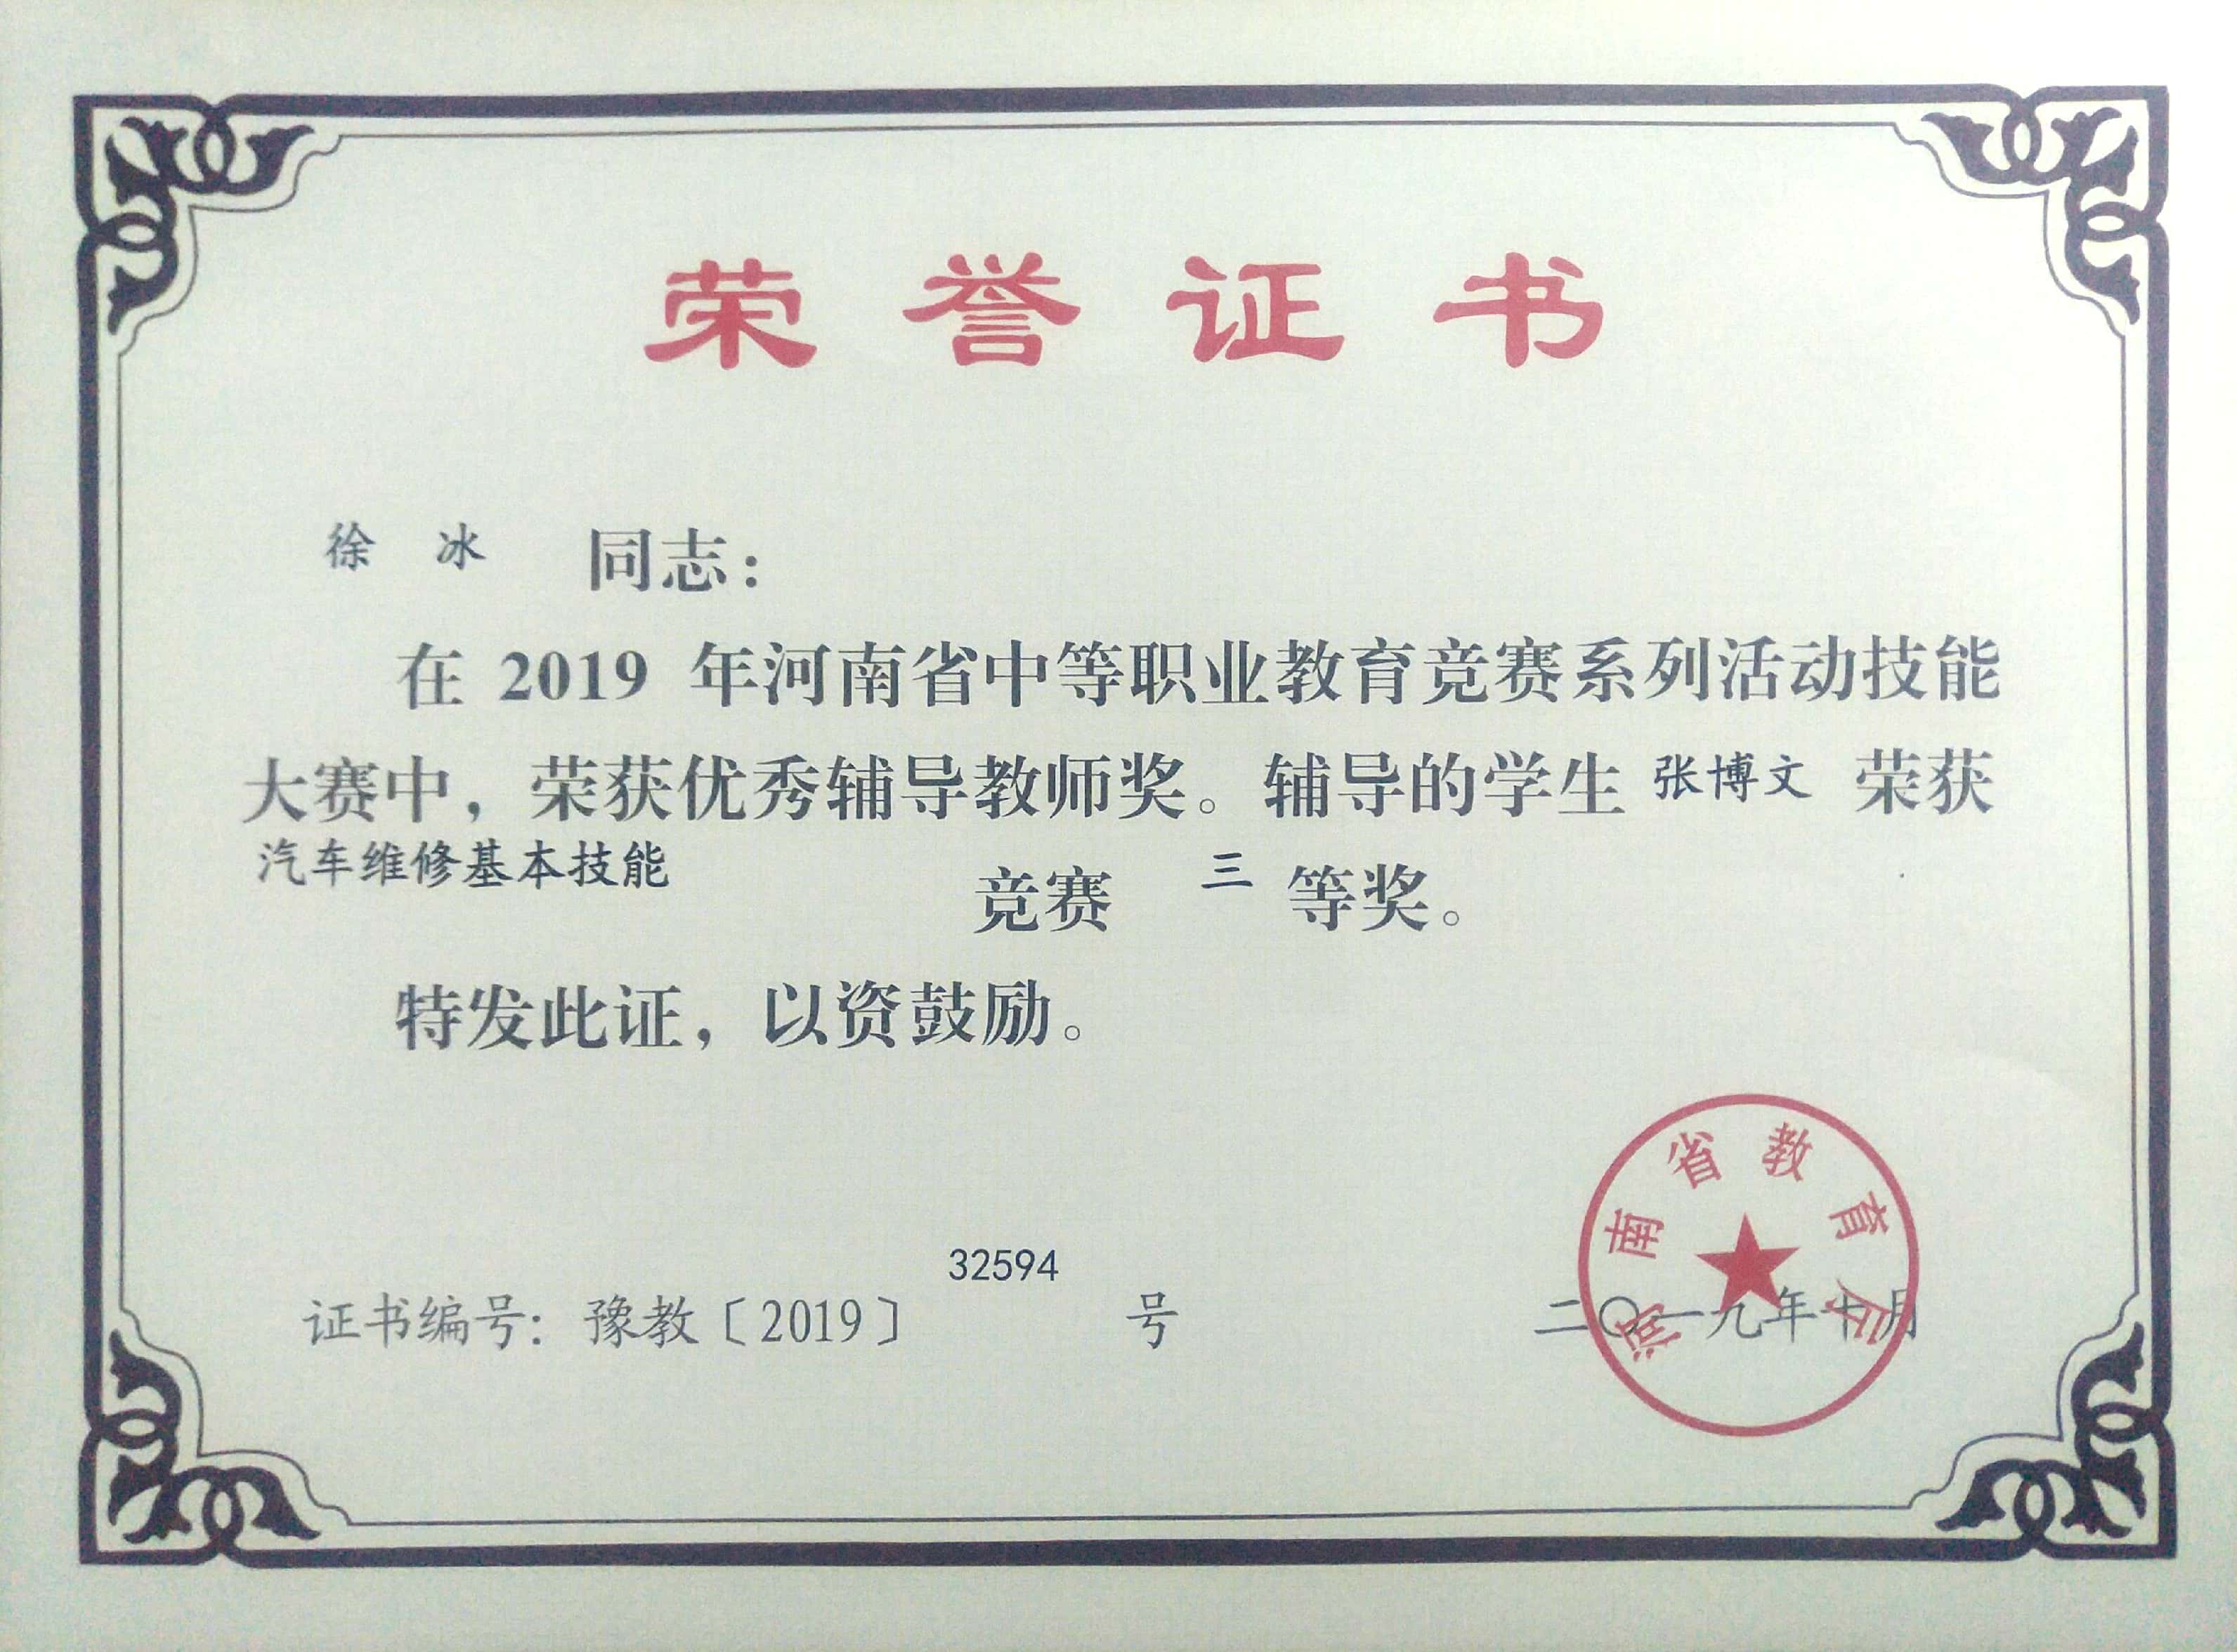 荣誉证书
徐 冰 同志：
在 2019 年河南省中等职业教育竞赛系列活动技能
大赛中，荣获优秀辅导教师奖。辅导的学生 张博文 荣获
汽车维修基本技能 竞赛 三 等奖。
特发此证，以资鼓励。
证书编号：豫教〔2019〕 32594 号
二〇一九年十月
河南省教育厅